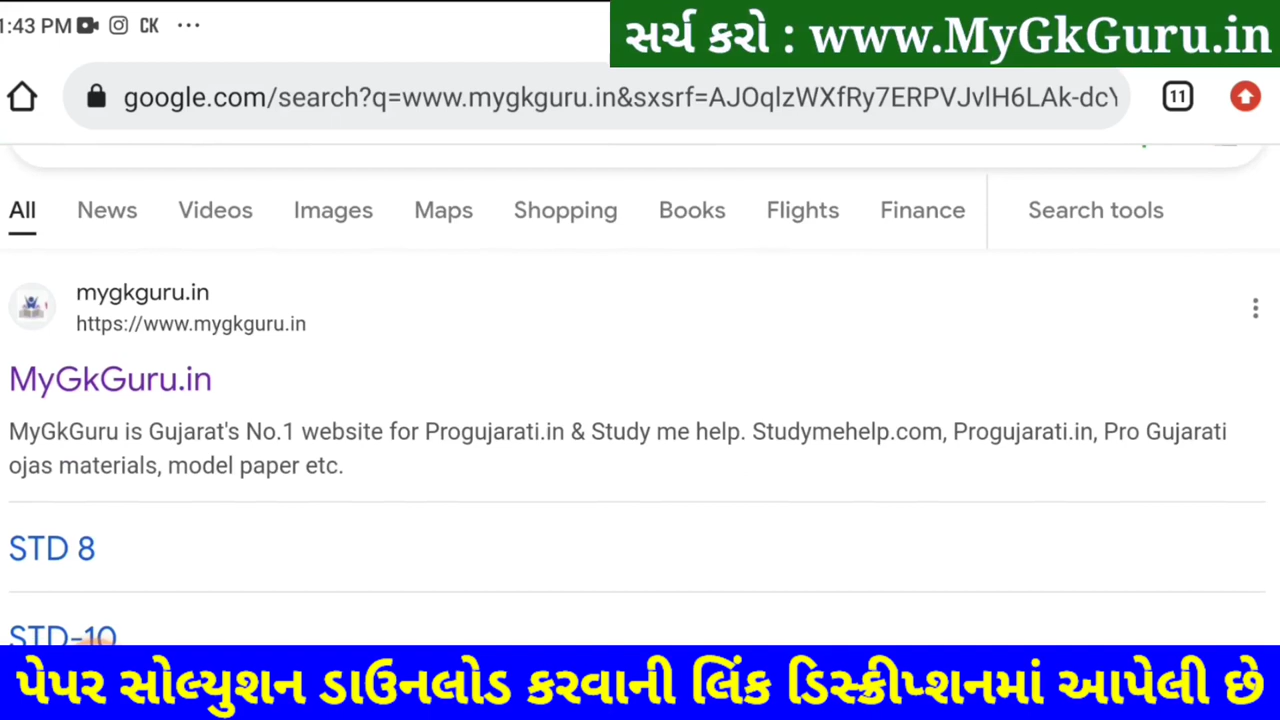 1:43 PM CK ...
સર્ચ કરો : www.MyGkGuru.in
google.com/search?q=www.mygkguru.in&sxsrf=AJOqlzWXfRy7ERPVJvlH6LAk-dcY
11
All News Videos Images Maps Shopping Books Flights Finance Search tools
mygkguru.in
https://www.mygkguru.in
MyGkGuru.in
MyGkGuru is Gujarat's No.1 website for Progujarati.in & Study me help. Studymehelp.com, Progujarati.in, Pro Gujarati
ojas materials, model paper etc.
STD 8
STD-10
પેપર સોલ્યુશન ડાઉનલોડ કરવાની લિંક ડિસ્ક્રીપ્શનમાં આપેલી છે